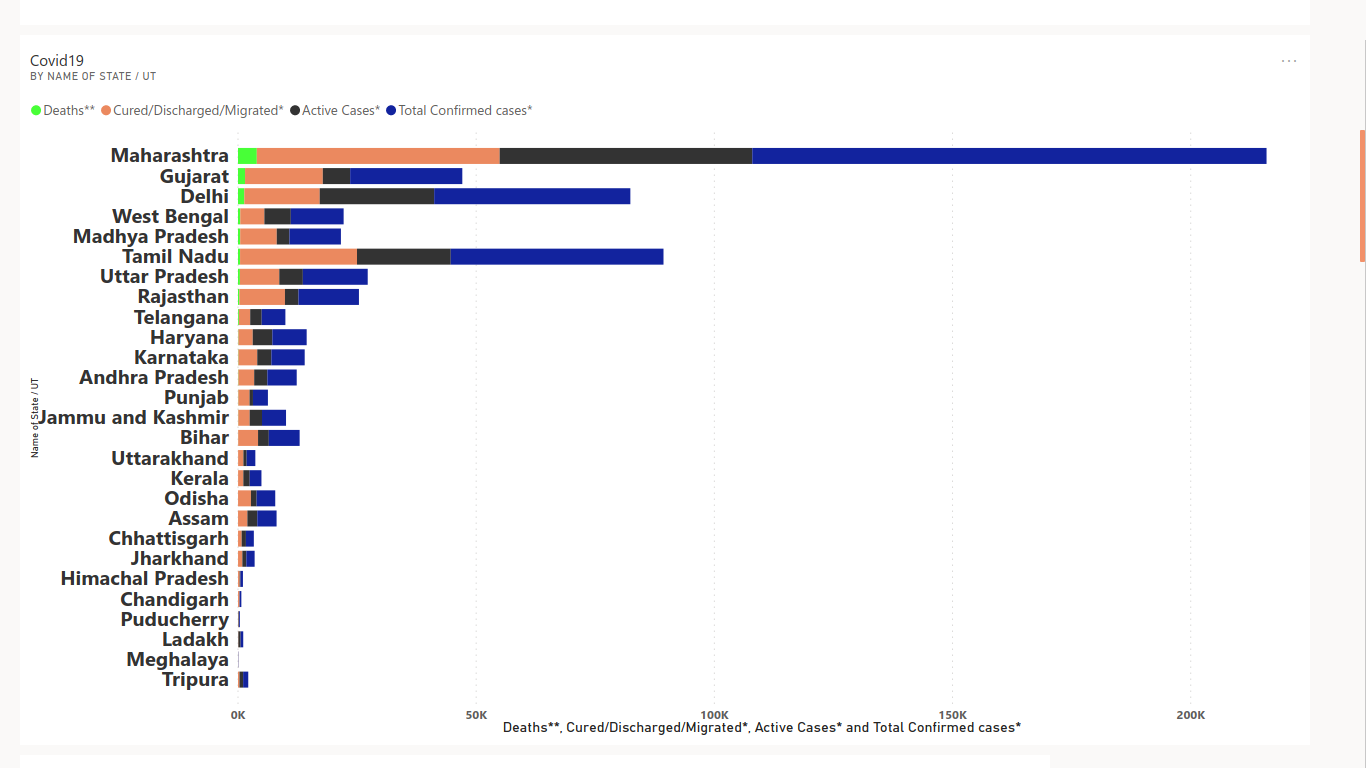 Covid19
BY NAME OF STATE / UT
Deaths** Cured/Discharged/Migrated* Active Cases* Total Confirmed cases*
Maharashtra
Gujarat
Delhi
West Bengal
Madhya Pradesh
Tamil Nadu
Uttar Pradesh
Rajasthan
Telangana
Haryana
Karnataka
Andhra Pradesh
Punjab
Jammu and Kashmir
Bihar
Uttarakhand
Kerala
Odisha
Assam
Chhattisgarh
Jharkhand
Himachal Pradesh
Chandigarh
Puducherry
Ladakh
Meghalaya
Tripura
Name of State / UT
0K 50K 100K 150K 200K
Deaths**, Cured/Discharged/Migrated*, Active Cases* and Total Confirmed cases*